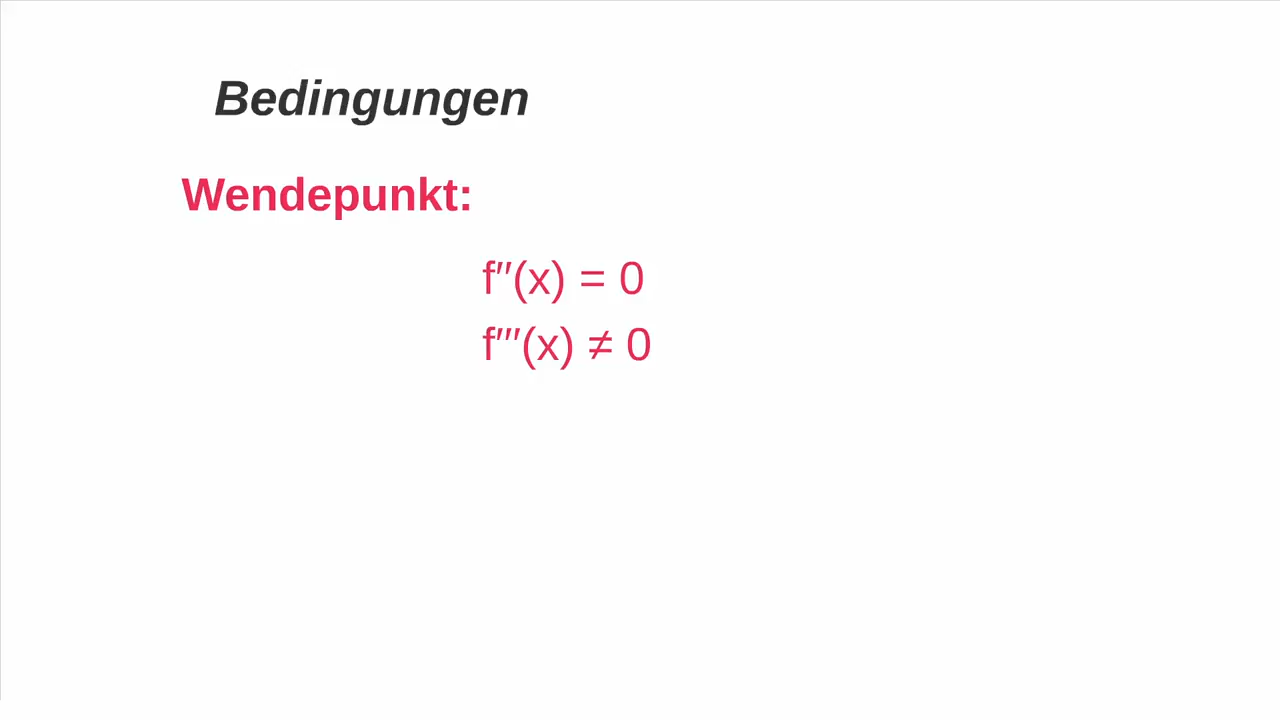 Bedingungen
Wendepunkt:
f″(x) = 0
f‴(x) ≠ 0